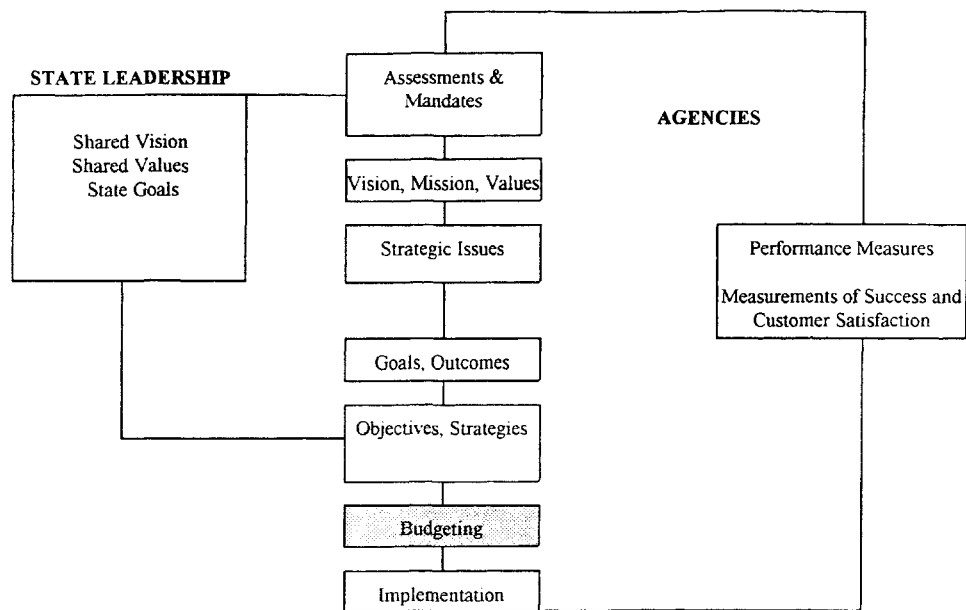 STATE LEADERSHIP
Shared Vision
Shared Values
State Goals
Assessments &
Mandates
Vision, Mission, Values
Strategic Issues
Goals, Outcomes
Objectives, Strategies
Budgeting
Implementation
AGENCIES
Performance Measures
Measurements of Success and
Customer Satisfaction